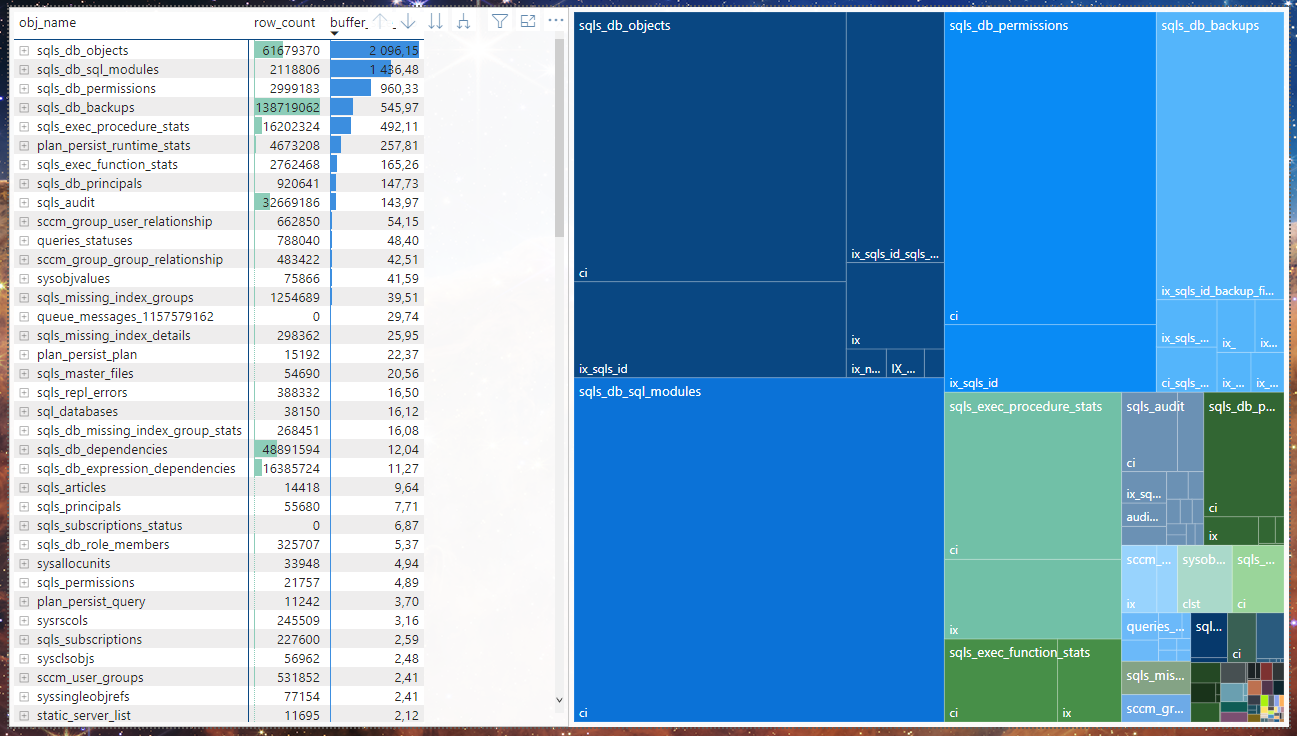 obj_name row_count buffer_
sqls_db_objects 61679370 2 096,15
sqls_db_sql_modules 2118806 1 436,48
sqls_db_permissions 2999183 960,33
sqls_db_backups 138719062 545,97
sqls_exec_procedure_stats 16202324 492,11
plan_persist_runtime_stats 4673208 257,81
sqls_exec_function_stats 2762468 165,26
sqls_db_principals 920641 147,73
sqls_audit 32669186 143,97
sccm_group_user_relationship 662850 54,15
queries_statuses 788040 48,40
sccm_group_group_relationship 483422 42,51
sysobjvalues 75866 41,59
sqls_missing_index_groups 1254689 39,51
queue_messages_1157579162 0 29,74
sqls_missing_index_details 298362 25,95
plan_persist_plan 15192 22,37
sqls_master_files 54690 20,56
sqls_repl_errors 388332 16,50
sql_databases 38150 16,12
sqls_db_missing_index_group_stats 268451 16,08
sqls_db_dependencies 48891594 12,04
sqls_db_expression_dependencies 16385724 11,27
sqls_articles 14418 9,64
sqls_principals 55680 7,71
sqls_subscriptions_status 0 6,87
sqls_db_role_members 325707 5,37
sysallocunits 33948 4,94
sqls_permissions 21757 4,89
plan_persist_query 11242 3,70
sysrscols 245509 3,16
sqls_subscriptions 227600 2,59
sysclsobjs 56962 2,48
sccm_user_groups 531852 2,41
syssingleobjrefs 77154 2,41
static_server_list 11695 2,12
sqls_db_objects
ci
ix_sqls_id
ix_sqls_id_sqls_...
ix
ix_n...
IX_...
sqls_db_sql_modules
ci
sqls_db_permissions
ci
ix_sqls_id
sqls_db_backups
ix_sqls_id_backup_fi...
ix_sqls_...
ix_
ix...
ci_sqls_...
ix_...
ix...
sqls_exec_procedure_stats
ci
ix
sqls_exec_function_stats
ci
ix
sqls_audit
ci
ix_sq...
audi...
sqls_db_p...
ci
ix
sccm_...
ix
sysob...
clst
sqls_...
ci
queries_...
sql...
ci
sqls_mis...
sccm_gr...